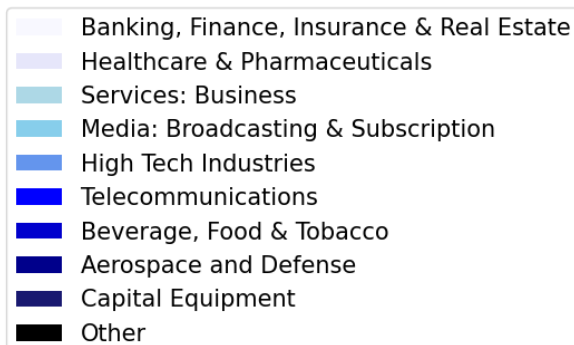 Banking, Finance, Insurance & Real Estate
Healthcare & Pharmaceuticals
Services: Business
Media: Broadcasting & Subscription
High Tech Industries
Telecommunications
Beverage, Food & Tobacco
Aerospace and Defense
Capital Equipment
Other